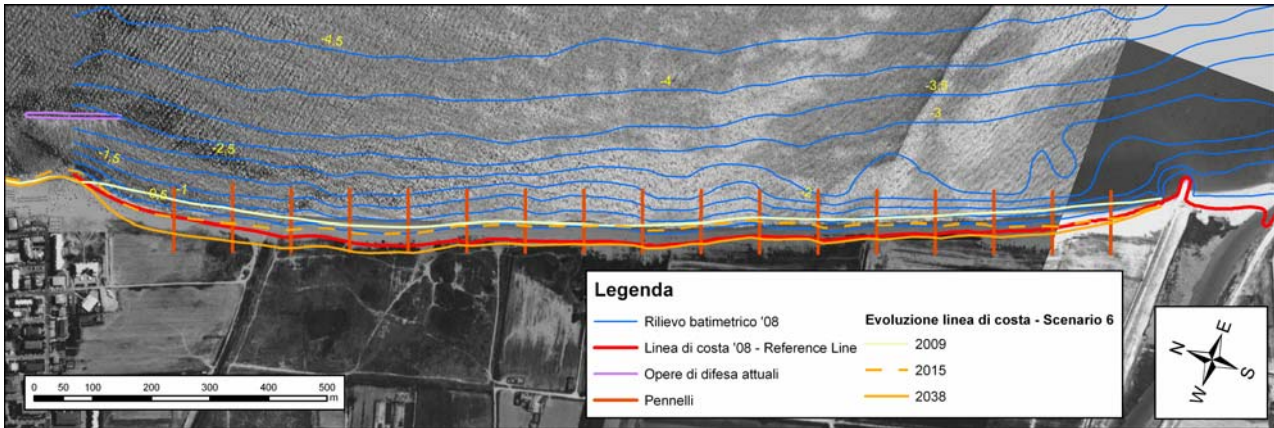 -4.5
-4
-3.5
-3
-2.5
-1.5
-1
-0.5
-2
Legenda
Rilievo batimetrico '08
Linea di costa '08 - Reference Line
Opere di difesa attuali
Pennelli
Evoluzione linea di costa - Scenario 6
2009
2015
2038
0 50 100 200 300 400 500
m
N
E
W
S